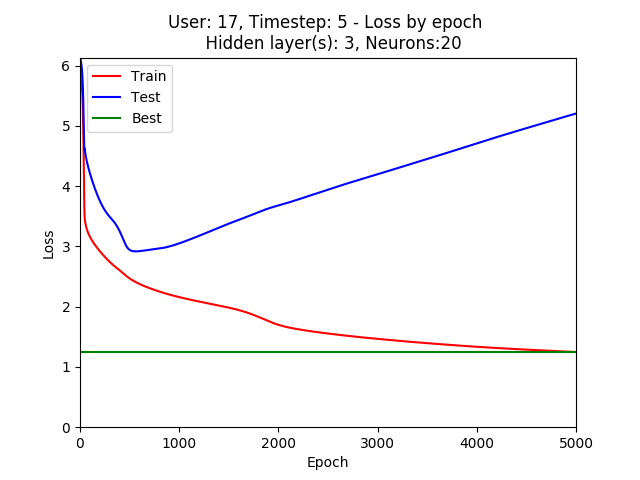 User: 17, Timestep: 5 - Loss by epoch
Hidden layer(s): 3, Neurons:20
6
5
4
3
2
1
0
Loss
Train
Test
Best
0 1000 2000 3000 4000 5000
Epoch